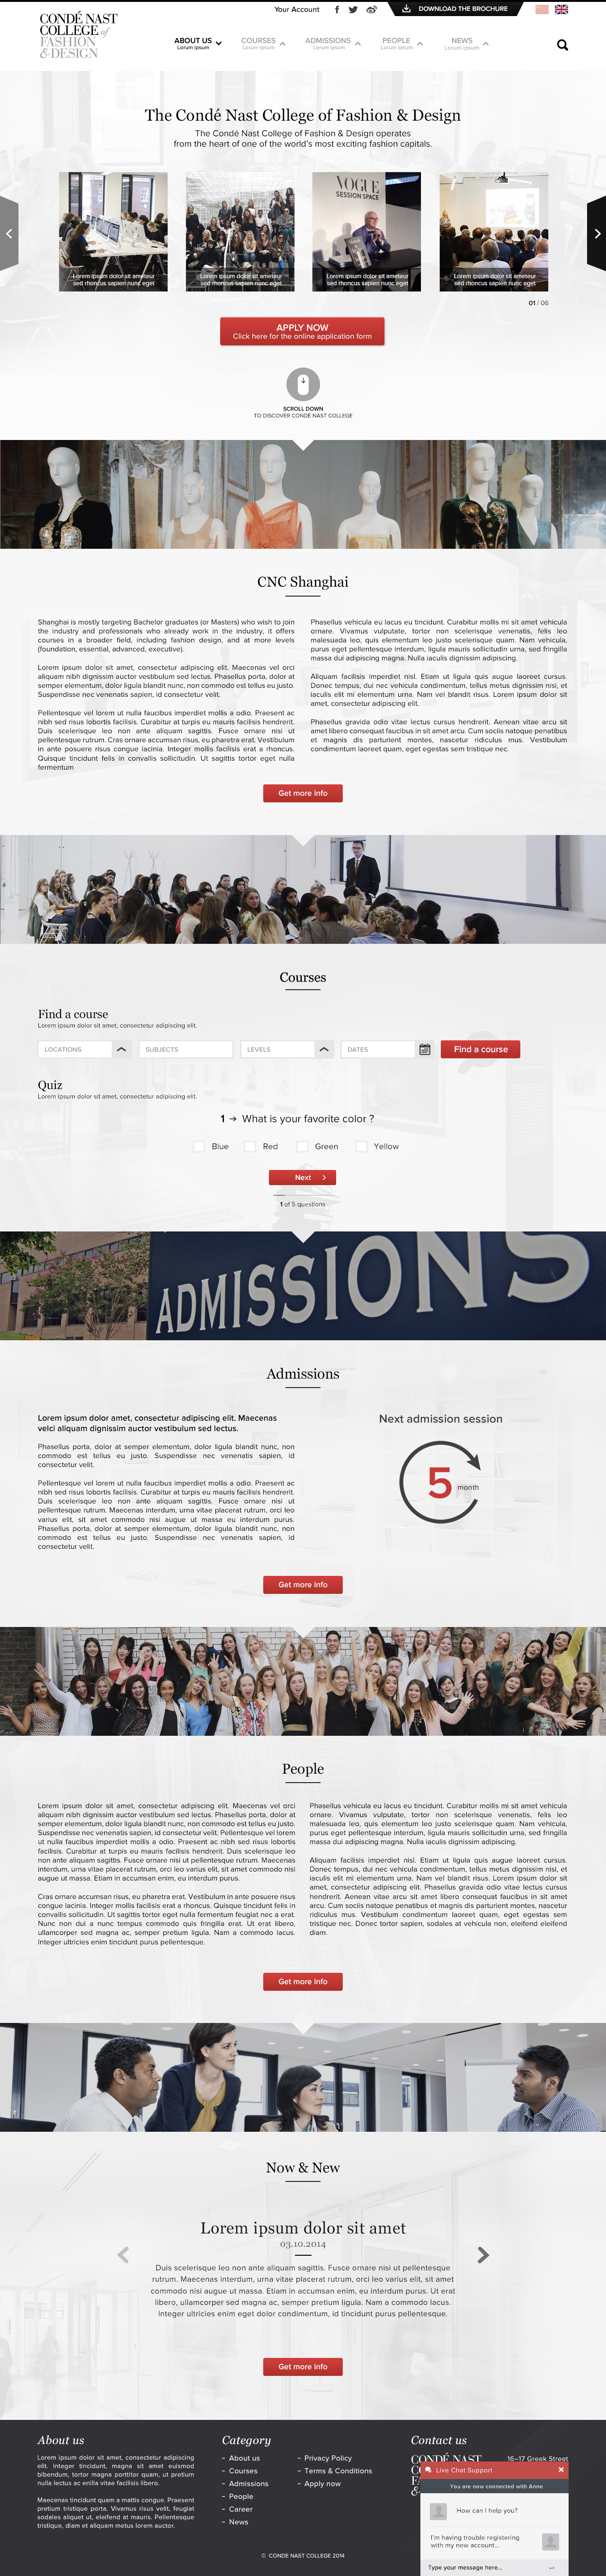 CONDÉ NAST
COLLEGE of
FASHION
&DESIGN
Your Account
DOWNLOAD THE BROCHURE
ABOUT US
Lorum ipsum
COURSES
Lorum ipsum
ADMISSIONS
Lorum ipsum
PEOPLE
Lorum ipsum
NEWS
Lorum ipsum
The Condé Nast College of Fashion & Design
The Condé Nast College of Fashion & Design operates
from the heart of one of the world's most exciting fashion capitals.
VOGUE
SESSION SPACE
Lorem ipsum dolor sit ameteur
sed rhoncus sapien nunc eget
Lorem ipsum dolor sit ameteur
sed rhoncus sapien nunc eget
Lorem ipsum dolor sit ameteur
sed rhoncus sapien nunc eget
Lorem ipsum dolor sit ameteur
sed rhoncus sapien nunc eget
01 / 06
APPLY NOW
Click here for the online application form
SCROLL DOWN
TO DISCOVER CONDÉ NAST COLLEGE
CNC Shanghai
Shanghai is mostly targeting Bachelor graduates (or Masters) who wish to join
the industry and professionals who already work in the industry, it offers
courses in a broader field, including fashion design, and at more levels
(foundation, essential, advanced, executive).
Lorem ipsum dolor sit amet, consectetur adipiscing elit. Maecenas vel orci
aliquam nibh dignissim auctor vestibulum sed lectus. Phasellus porta, dolor at
semper elementum, dolor ligula blandit nunc, non commodo est tellus eu justo.
Suspendisse nec venenatis sapien, id consectetur velit.
Pellentesque vel lorem ut nulla faucibus imperdiet mollis a odio. Praesent ac
nibh sed risus lobortis facilisis. Curabitur at turpis eu mauris facilisis hendrerit.
Duis scelerisque leo non ante aliquam sagittis. Fusce ornare nisi ut
pellentesque rutrum. Cras ornare accumsan risus, eu pharetra erat. Vestibulum
in ante posuere risus congue lacinia. Integer mollis facilisis erat a rhoncus.
Quisque tincidunt felis in convallis sollicitudin. Ut sagittis tortor eget nulla
fermentum
Phasellus vehicula eu lacus eu tincidunt. Curabitur mollis mi sit amet vehicula
ornare. Vivamus vulputate, tortor non scelerisque venenatis, felis leo
malesuada leo, quis elementum leo justo scelerisque quam. Nunc vehicula,
purus eget pellentesque interdum, ligula mauris sollicitudin urna, sed fringilla
massa dui adipiscing magna. Nulla iaculis dignissim adipiscing.
Aliquam facilisis imperdiet nisl. Etiam ut ligula quis augue laoreet cursus.
Donec tempus, dui nec vehicula condimentum, tellus metus dignissim nisi, et
iaculis elit mi elementum urna. Nam vel blandit risus. Lorem ipsum dolor sit
amet, consectetur adipiscing elit.
Phasellus gravida odio vitae lectus cursus hendrerit. Aenean vitae arcu sit
amet libero consequat faucibus in sit amet arcu. Cum sociis natoque penatibus
et magnis dis parturient montes, nascetur ridiculus mus. Vestibulum
condimentum laoreet quam, eget egestas sem tristique nec.
Get more info
Courses
Find a course
Lorem ipsum dolor sit amet, consectetur adipiscing elit.
LOCATIONS
SUBJECTS
LEVELS
DATES
Find a course
Quiz
Lorem ipsum dolor sit amet, consectetur adipiscing elit.
1 → What is your favorite color ?
Blue
Red
Green
Yellow
Next
1 of 5 questions
ADMISSIONS
Admissions
Lorem ipsum dolor amet, consectetur adipiscing elit. Maecenas
velci aliquam dignissim auctor vestibulum sed lectus.
Phasellus porta, dolor at semper elementum, dolor ligula blandit nunc, non
commodo est tellus eu justo. Suspendisse nec venenatis sapien, id
consectetur velit.
Pellentesque vel lorem ut nulla faucibus imperdiet mollis a odio. Praesent ac
nibh sed risus lobortis facilisis. Curabitur at turpis eu mauris facilisis hendrerit.
Duis scelerisque leo non ante aliquam sagittis. Fusce ornare nisi ut
pellentesque rutrum. Maecenas interdum, urna vitae placerat rutrum, orci leo
varius elit, sit amet commodo nisi augue ut massa eu interdum purus.
Phasellus porta, dolor at semper elementum, dolor ligula blandit nunc, non
commodo est tellus eu justo. Suspendisse nec venenatis sapien, id
consectetur velit.
Next admission session
5 month
Get more info
People
Lorem ipsum dolor sit amet, consectetur adipiscing elit. Maecenas vel orci
aliquam nibh dignissim auctor vestibulum sed lectus. Phasellus porta, dolor at
semper elementum, dolor ligula blandit nunc, non commodo est tellus eu justo.
Suspendisse nec venenatis sapien, id consectetur velit. Pellentesque vel lorem
ut nulla faucibus imperdiet mollis a odio. Praesent ac nibh sed risus lobortis
facilisis. Curabitur at turpis eu mauris facilisis hendrerit. Duis scelerisque leo
non ante aliquam sagittis. Fusce ornare nisi ut pellentesque rutrum. Maecenas
interdum, urna vitae placerat rutrum, orci leo varius elit, sit amet commodo nisi
augue ut massa. Etiam in accumsan enim, eu interdum purus.
Cras ornare accumsan risus, eu pharetra erat. Vestibulum in ante posuere risus
congue lacinia. Integer mollis facilisis erat a rhoncus. Quisque tincidunt felis in
convallis sollicitudin. Ut sagittis tortor eget nulla fermentum feugiat nec a erat.
Nunc non dui a nunc tempus commodo quis fringilla erat. Ut erat libero,
ullamcorper sed magna ac, semper pretium ligula. Nam a commodo lacus.
Integer ultricies enim tincidunt purus pellentesque.
Phasellus vehicula eu lacus eu tincidunt. Curabitur mollis mi sit amet vehicula
ornare. Vivamus vulputate, tortor non scelerisque venenatis, felis leo
malesuada leo, quis elementum leo justo scelerisque quam. Nunc vehicula,
purus eget pellentesque interdum, ligula mauris sollicitudin urna, sed fringilla
massa dui adipiscing magna. Nulla iaculis dignissim adipiscing.
Aliquam facilisis imperdiet nisl. Etiam ut ligula quis augue laoreet cursus.
Donec tempus, dui nec vehicula condimentum, tellus metus dignissim nisi, et
iaculis elit mi elementum urna. Nam vel blandit risus. Lorem ipsum dolor sit
amet, consectetur adipiscing elit. Phasellus gravida odio vitae lectus cursus
hendrerit. Aenean vitae arcu sit amet libero consequat faucibus in sit amet
arcu. Cum sociis natoque penatibus et magnis dis parturient montes, nascetur
ridiculus mus. Vestibulum condimentum laoreet quam, eget egestas sem
tristique nec. Donec tortor sapien, sodales at vehicula non, eleifend eleifend
diam.
Get more info
Now & New
Lorem ipsum dolor sit amet
03.10.2014
Duis scelerisque leo non ante aliquam sagittis. Fusce ornare nisi ut pellentesque
rutrum. Maecenas interdum, urna vitae placerat rutrum, orci leo varius elit, sit amet
commodo nisi augue ut massa. Etiam in accumsan enim, eu interdum purus. Ut erat
libero, ullamcorper sed magna ac, semper pretium ligula. Nam a commodo lacus.
Integer ultricies enim eget dolor condimentum, id tincidunt purus pellentesque.
Get more info
About us
Lorem ipsum dolor sit amet, consectetur adipiscing
elit. Integer tincidunt, magna sit amet euismod
bibendum, tortor magna porttitor quam, ut pretium
nulla lectus ac enilla vitae facilisis libero.
Maecenas tincidunt quam a mattis congue. Praesent
pretium tristique porta. Vivamus risus velit, feugiat
sodales aliquet ut, eleifend at mauris. Pellentesque
tristique, diam et aliquam metus lorem auctor.
Category
- About us
- Courses
- Admissions
- People
- Career
- News
- Privacy Policy
- Terms & Conditions
- Apply now
Contact us
CONDÉ NAST
16–17 Greek Street
Live Chat Support
You are now connected with Anne
How can I help you?
I'm having trouble registering
with my new account...
Type your message here...
© CONDE NAST COLLEGE 2014